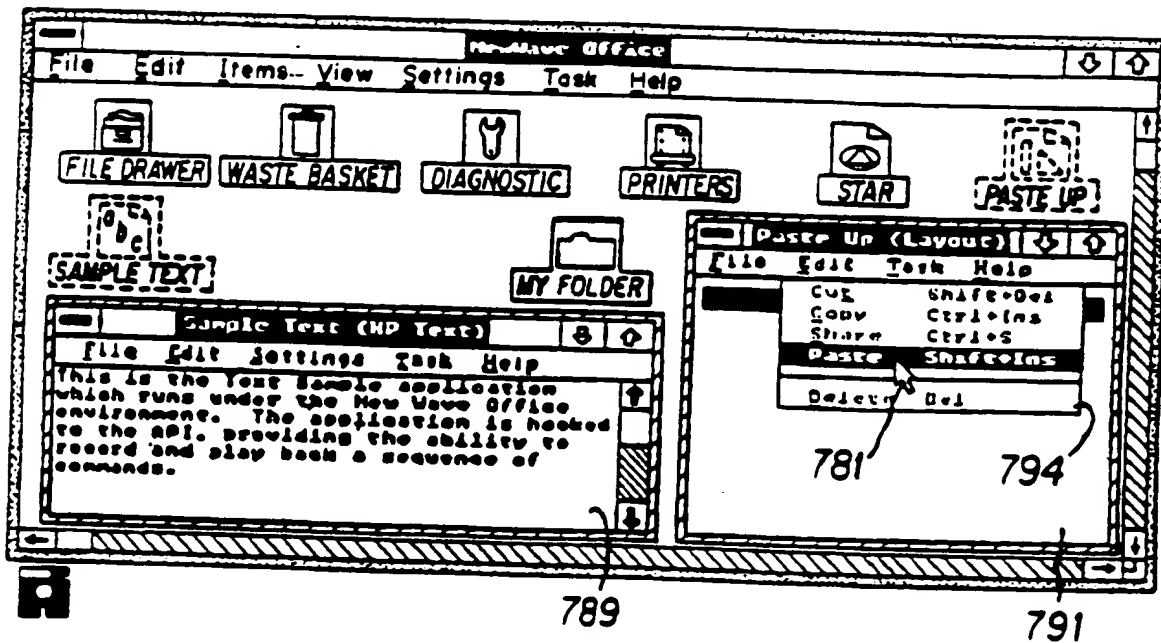 NewWave Office
File Edit Items View Settings Task Help
FILE DRAWER WASTE BASKET DIAGNOSTIC PRINTERS STAR PASTE UP
SAMPLE TEXT MY FOLDER
Paste Up (Layout)
File Edit Task Help
Cut Shift+Del
Copy Ctrl+Ins
Share Ctrl+S
Paste Shift+Ins
Delete Del
Sample Text (HP Text)
File Edit Settings Task Help
This is the Text Sample application
which runs under the New Wave Office
environment. The application is hooked
to the API, providing the ability to
record and play back a sequence of
commands.
781 794
789 791